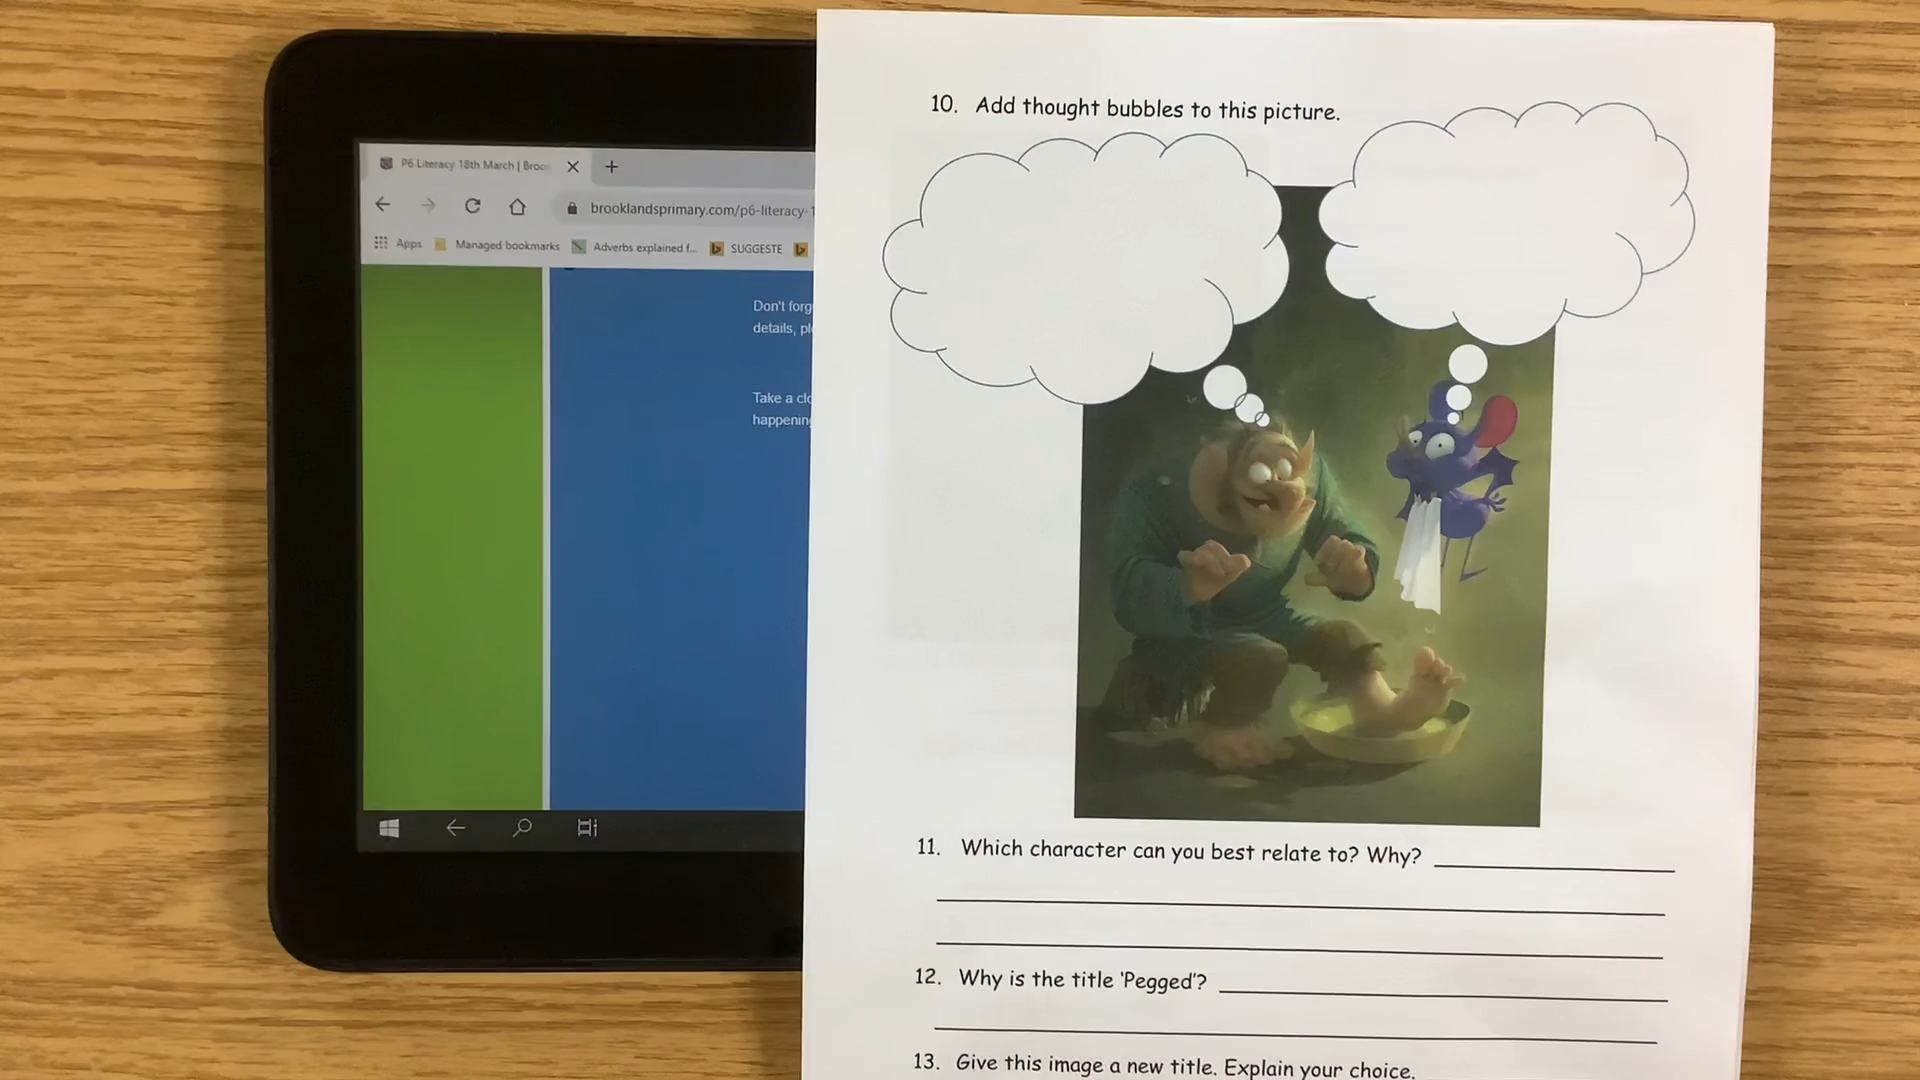 P6 Literacy 18th March | Broo
brooklandsprimary.com/p6-literacy-1
Apps Managed bookmarks Adverbs explained f... SUGGESTE
Don't forg
details, pl
Take a clo
happening
10. Add thought bubbles to this picture.
11. Which character can you best relate to? Why?
12. Why is the title 'Pegged'?
13. Give this image a new title. Explain your choice.